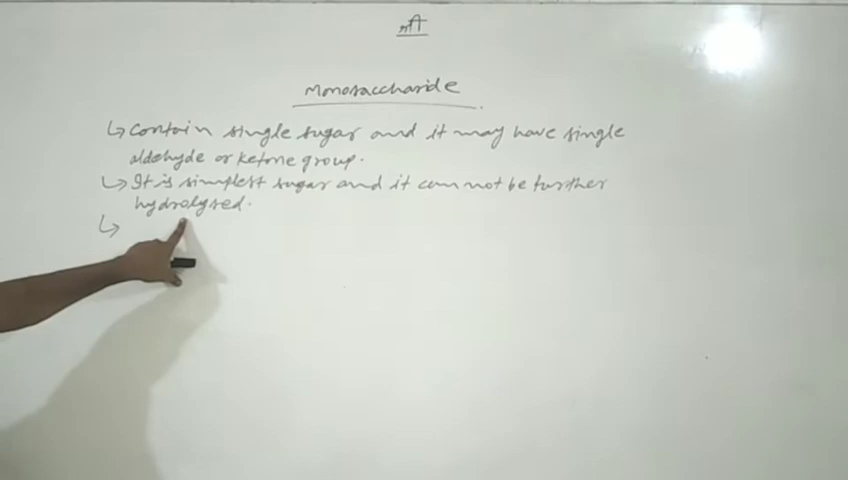 Monosaccharide
↳ Contain single sugar and it may have single
aldehyde or ketone group.
↳ It is simplest sugar and it can not be further
hydrolysed.
↳